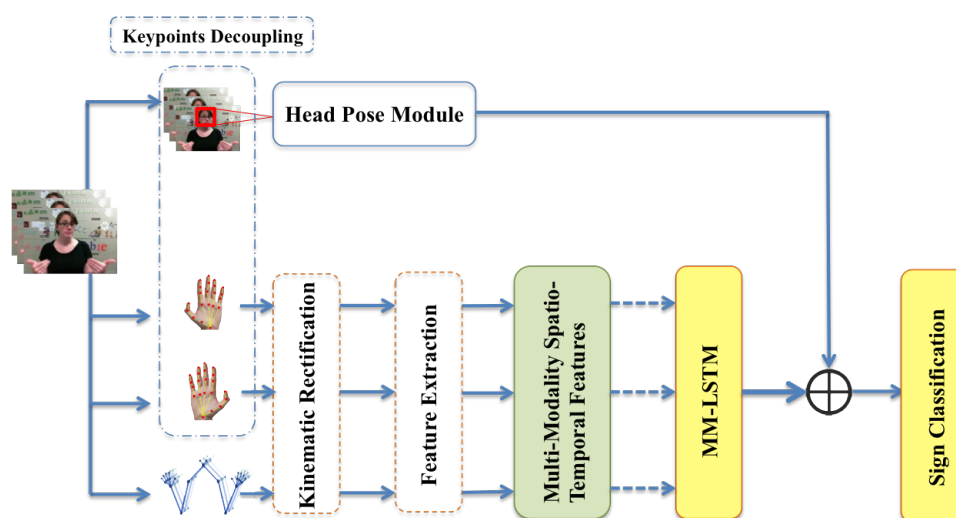 Keypoints Decoupling
Head Pose Module
Kinematic Rectification
Feature Extraction
Multi-Modality Spatio-
Temporal Features
MM-LSTM
Sign Classification